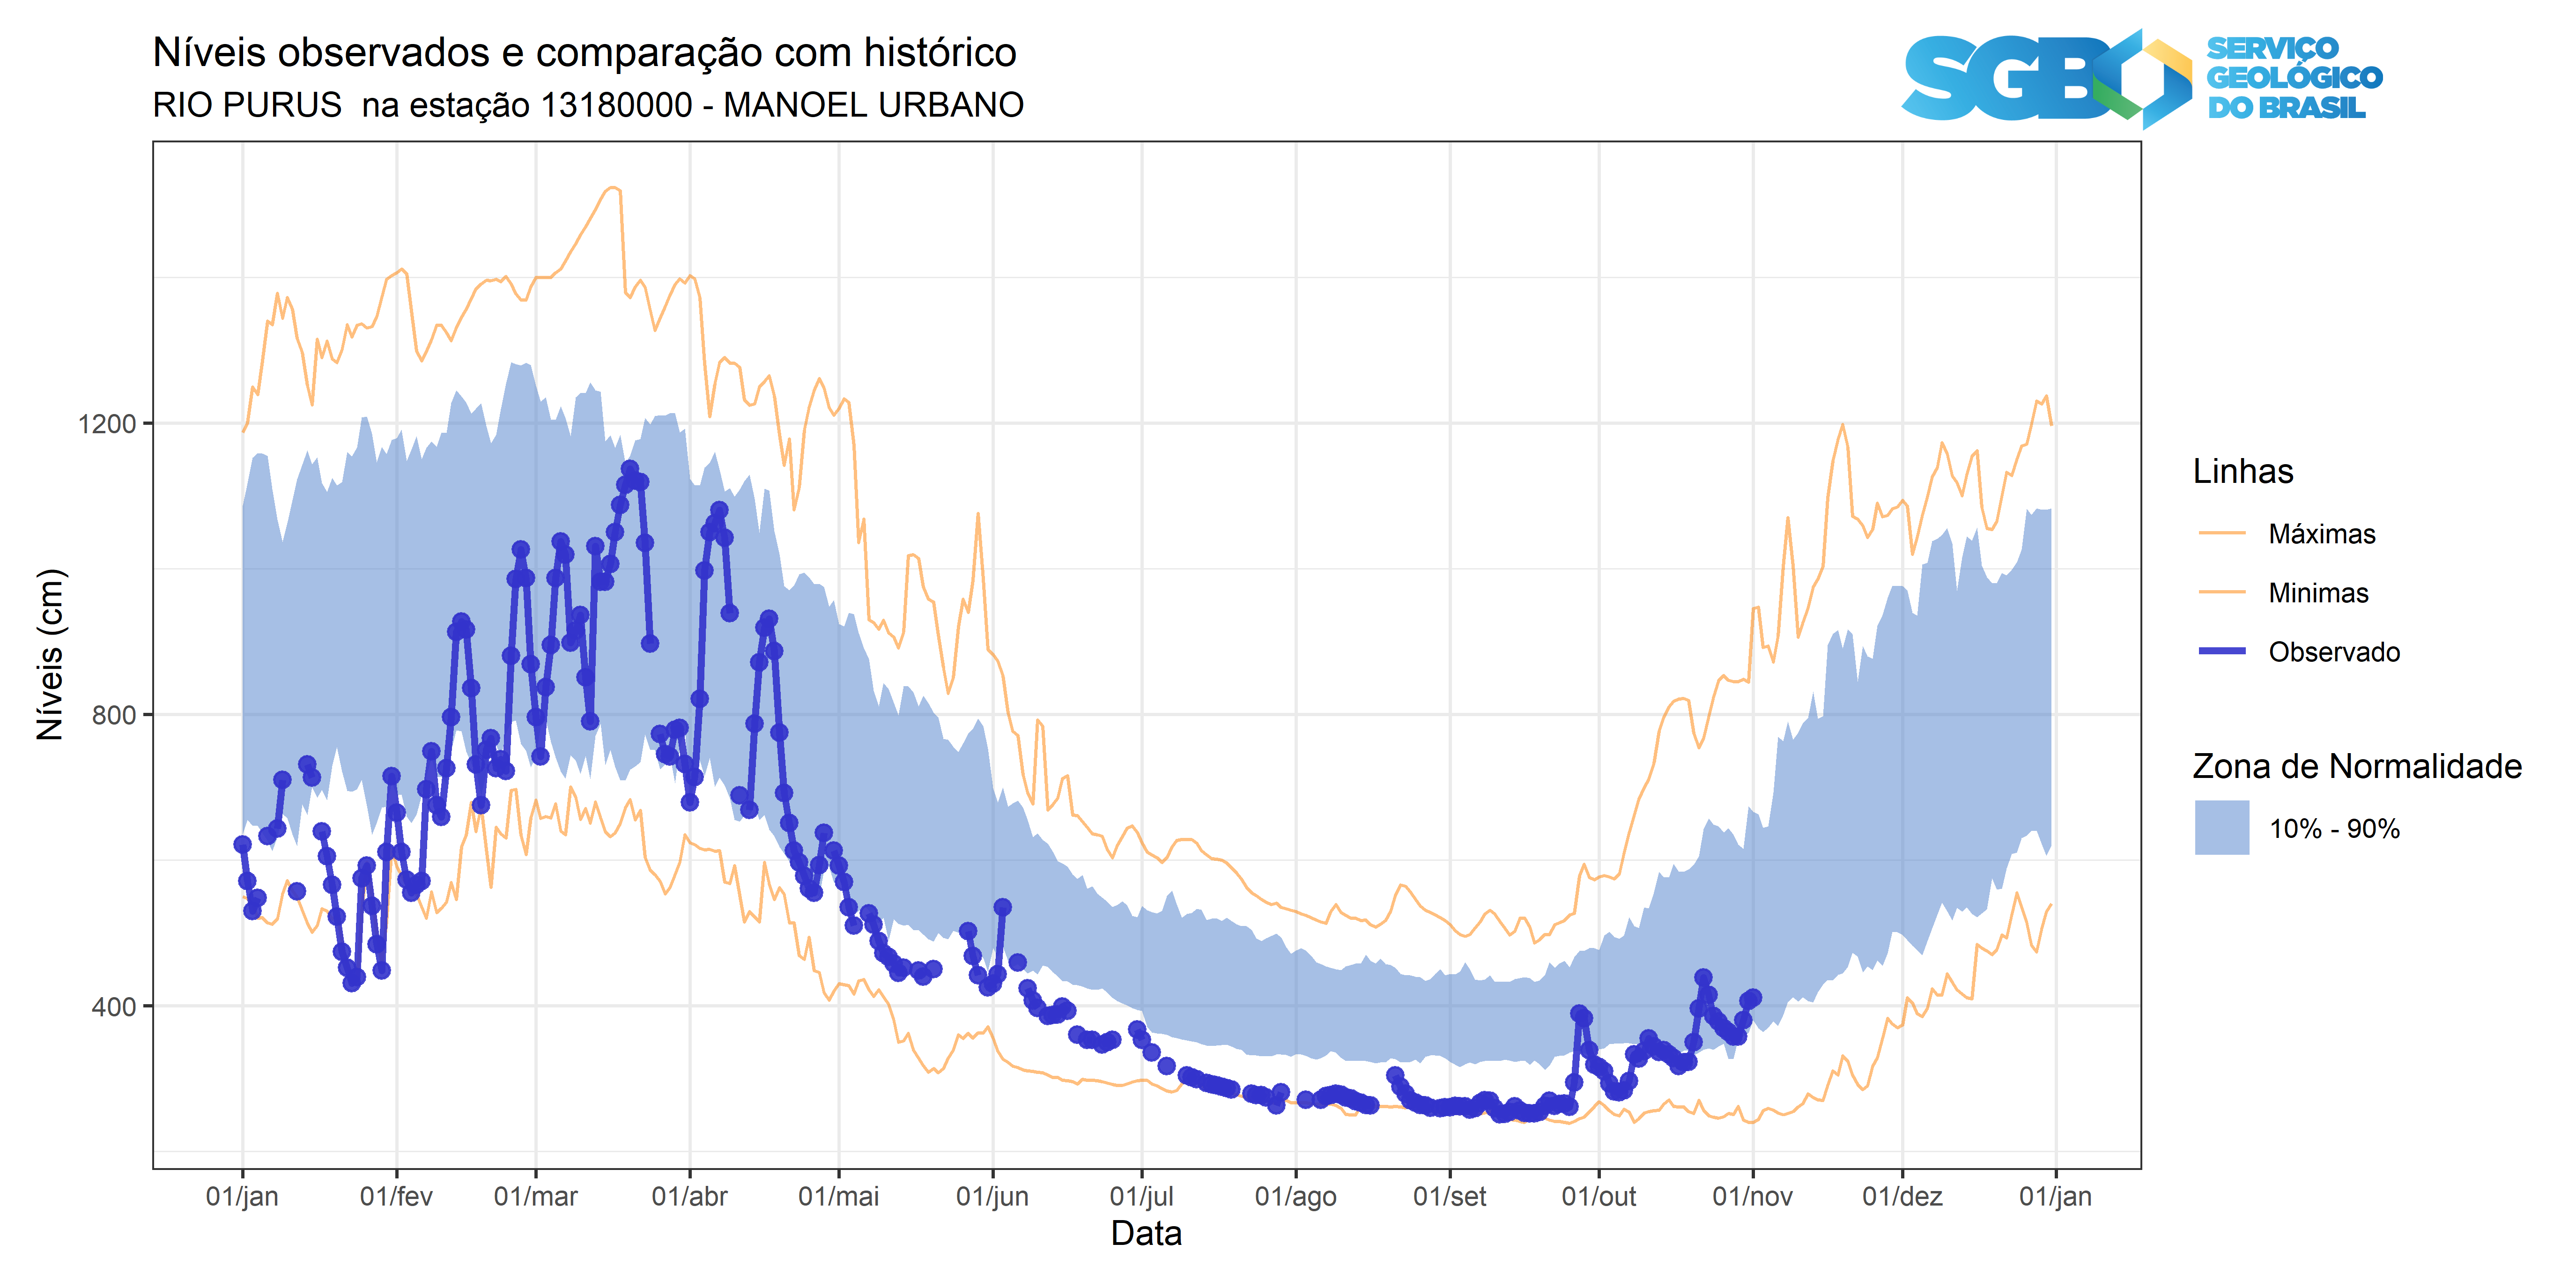 Níveis observados e comparação com histórico
RIO PURUS  na estação 13180000 - MANOEL URBANO
SGB
SERVIÇO
GEOLÓGICO
DO BRASIL
Níveis (cm)
1200
800
400
01/jan
01/fev
01/mar
01/abr
01/mai
01/jun
01/jul
01/ago
01/set
01/out
01/nov
01/dez
01/jan
Data
Linhas
Máximas
Minimas
Observado
Zona de Normalidade
10% - 90%